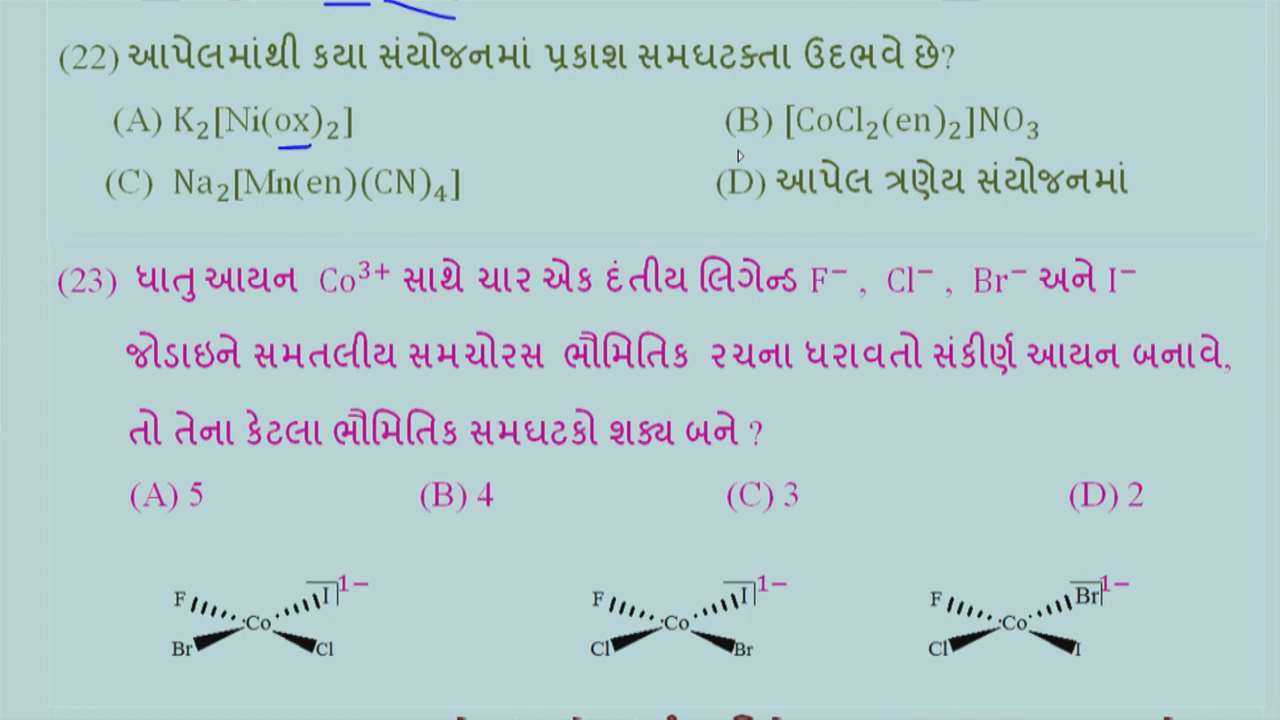 (22) આપેલમાંથી કયા સંયોજનમાં પ્રકાશ સમઘટક્તા ઉદભવે છે?
(A) K₂[Ni(ox)₂] (B) [CoCl₂(en)₂]NO₃
(C) Na₂[Mn(en)(CN)₄] (D) આપેલ ત્રણેય સંયોજનમાં
(23) ધાતુ આયન Co³⁺ સાથે ચાર એક દંતીય લિગેન્ડ F⁻ , Cl⁻ , Br⁻ અને I⁻
જોડાઇને સમતલીય સમચોરસ ભૌમિતિક રચના ધરાવતો સંકીર્ણ આયન બનાવે,
તો તેના કેટલા ભૌમિતિક સમઘટકો શક્ય બને ?
(A) 5 (B) 4 (C) 3 (D) 2
F I 1− F I 1− F Br 1−
Co Co Co
Br Cl Cl Br Cl I